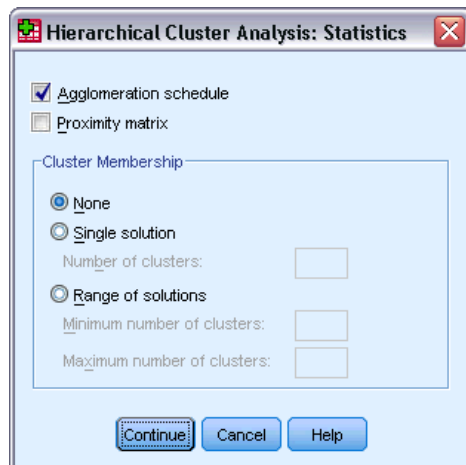 Hierarchical Cluster Analysis: Statistics
Agglomeration schedule
Proximity matrix
Cluster Membership
None
Single solution
Number of clusters:
Range of solutions
Minimum number of clusters:
Maximum number of clusters:
Continue Cancel Help